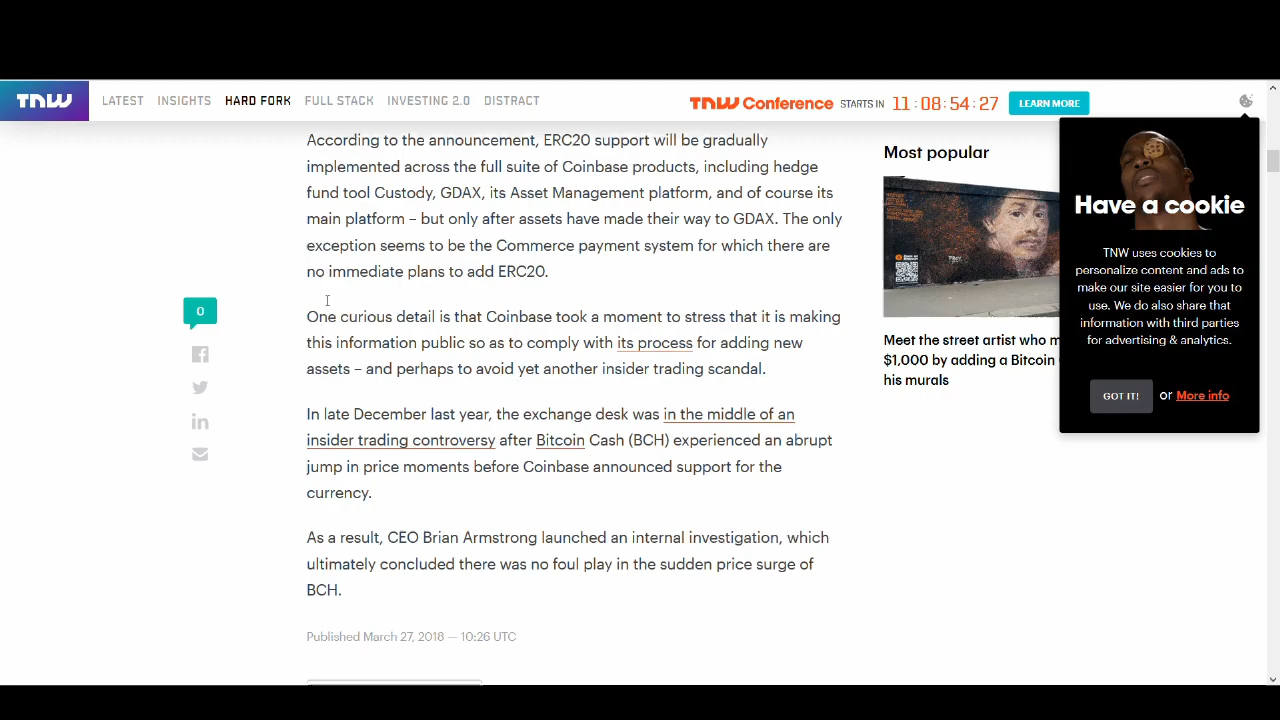 TNW
LATEST INSIGHTS HARD FORK FULL STACK INVESTING 2.0 DISTRACT
TNW Conference STARTS IN 11:08:54:27 LEARN MORE
According to the announcement, ERC20 support will be gradually
implemented across the full suite of Coinbase products, including hedge
fund tool Custody, GDAX, its Asset Management platform, and of course its
main platform – but only after assets have made their way to GDAX. The only
exception seems to be the Commerce payment system for which there are
no immediate plans to add ERC20.
0
One curious detail is that Coinbase took a moment to stress that it is making
this information public so as to comply with its process for adding new
assets – and perhaps to avoid yet another insider trading scandal.
In late December last year, the exchange desk was in the middle of an
insider trading controversy after Bitcoin Cash (BCH) experienced an abrupt
jump in price moments before Coinbase announced support for the
currency.
As a result, CEO Brian Armstrong launched an internal investigation, which
ultimately concluded there was no foul play in the sudden price surge of
BCH.
Published March 27, 2018 — 10:26 UTC
Most popular
Meet the street artist who m
$1,000 by adding a Bitcoin
his murals
Have a cookie
TNW uses cookies to
personalize content and ads to
make our site easier for you to
use. We do also share that
information with third parties
for advertising & analytics.
GOT IT! or More info